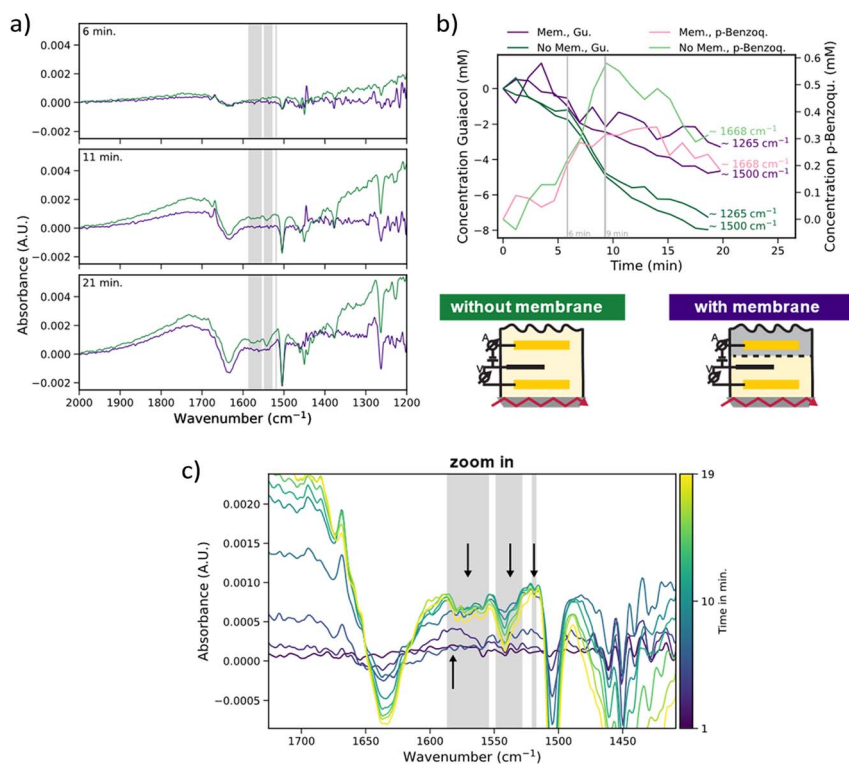 a)
6 min.
0.004
0.002
0.000
−0.002
11 min.
0.004
0.002
0.000
−0.002
21 min.
0.004
0.002
0.000
−0.002
Absorbance (A.U.)
2000 1900 1800 1700 1600 1500 1400 1300 1200
Wavenumber (cm⁻¹)
b)
Mem., Gu. Mem., p-Benzoq.
No Mem., Gu. No Mem., p-Benzoq.
Concentration Guaiacol (mM)
0
−2
−4
−6
−8
0.6
0.5
0.4
0.3
0.2
0.1
0.0
Concentration p-Benzoqu. (mM)
~ 1668 cm⁻¹
~ 1265 cm⁻¹
~ 1668 cm⁻¹
~ 1500 cm⁻¹
~ 1265 cm⁻¹
~ 1500 cm⁻¹
6 min 9 min
0 5 10 15 20 25
Time (min)
without membrane
A
V
with membrane
A
V
c)
zoom in
0.0020
0.0015
0.0010
0.0005
0.0000
−0.0005
Absorbance (A.U.)
1700 1650 1600 1550 1500 1450
Wavenumber (cm⁻¹)
19
10
1
Time in min.